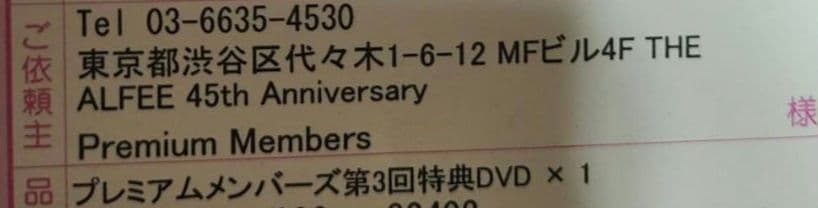 ご依頼主
Tel 03-6635-4530
東京都渋谷区代々木1-6-12 MFビル4F THE
ALFEE 45th Anniversary
様
Premium Members
品
プレミアムメンバーズ第3回特典DVD × 1